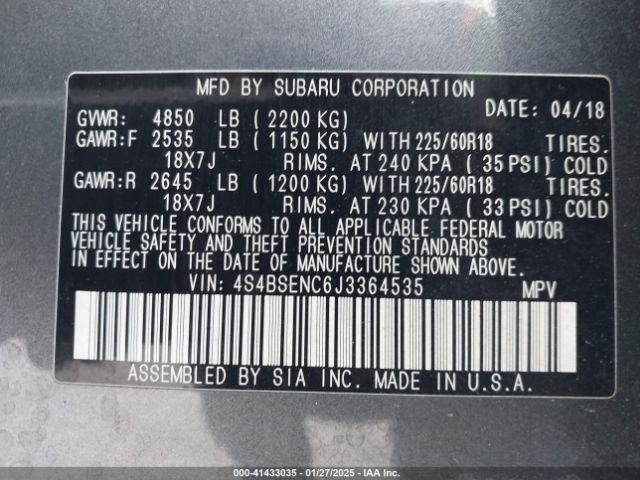 MFD BY SUBARU CORPORATION
DATE: 04/18
GVWR: 4850 LB ( 2200 KG)
GAWR:F 2535 LB ( 1150 KG) WITH 225/60R18 TIRES.
18X7J RIMS. AT 240 KPA ( 35 PSI) COLD
GAWR:R 2645 LB ( 1200 KG) WITH 225/60R18 TIRES.
18X7J RIMS. AT 230 KPA ( 33 PSI) COLD
THIS VEHICLE CONFORMS TO ALL APPLICABLE FEDERAL MOTOR
VEHICLE SAFETY AND THEFT PREVENTION STANDARDS
IN EFFECT ON THE DATE OF MANUFACTURE SHOWN ABOVE.
VIN: 4S4BSENC6J3364535 MPV
ASSEMBLED BY SIA INC. MADE IN U.S.A.
000-41433035 - 01/27/2025 - IAA Inc.